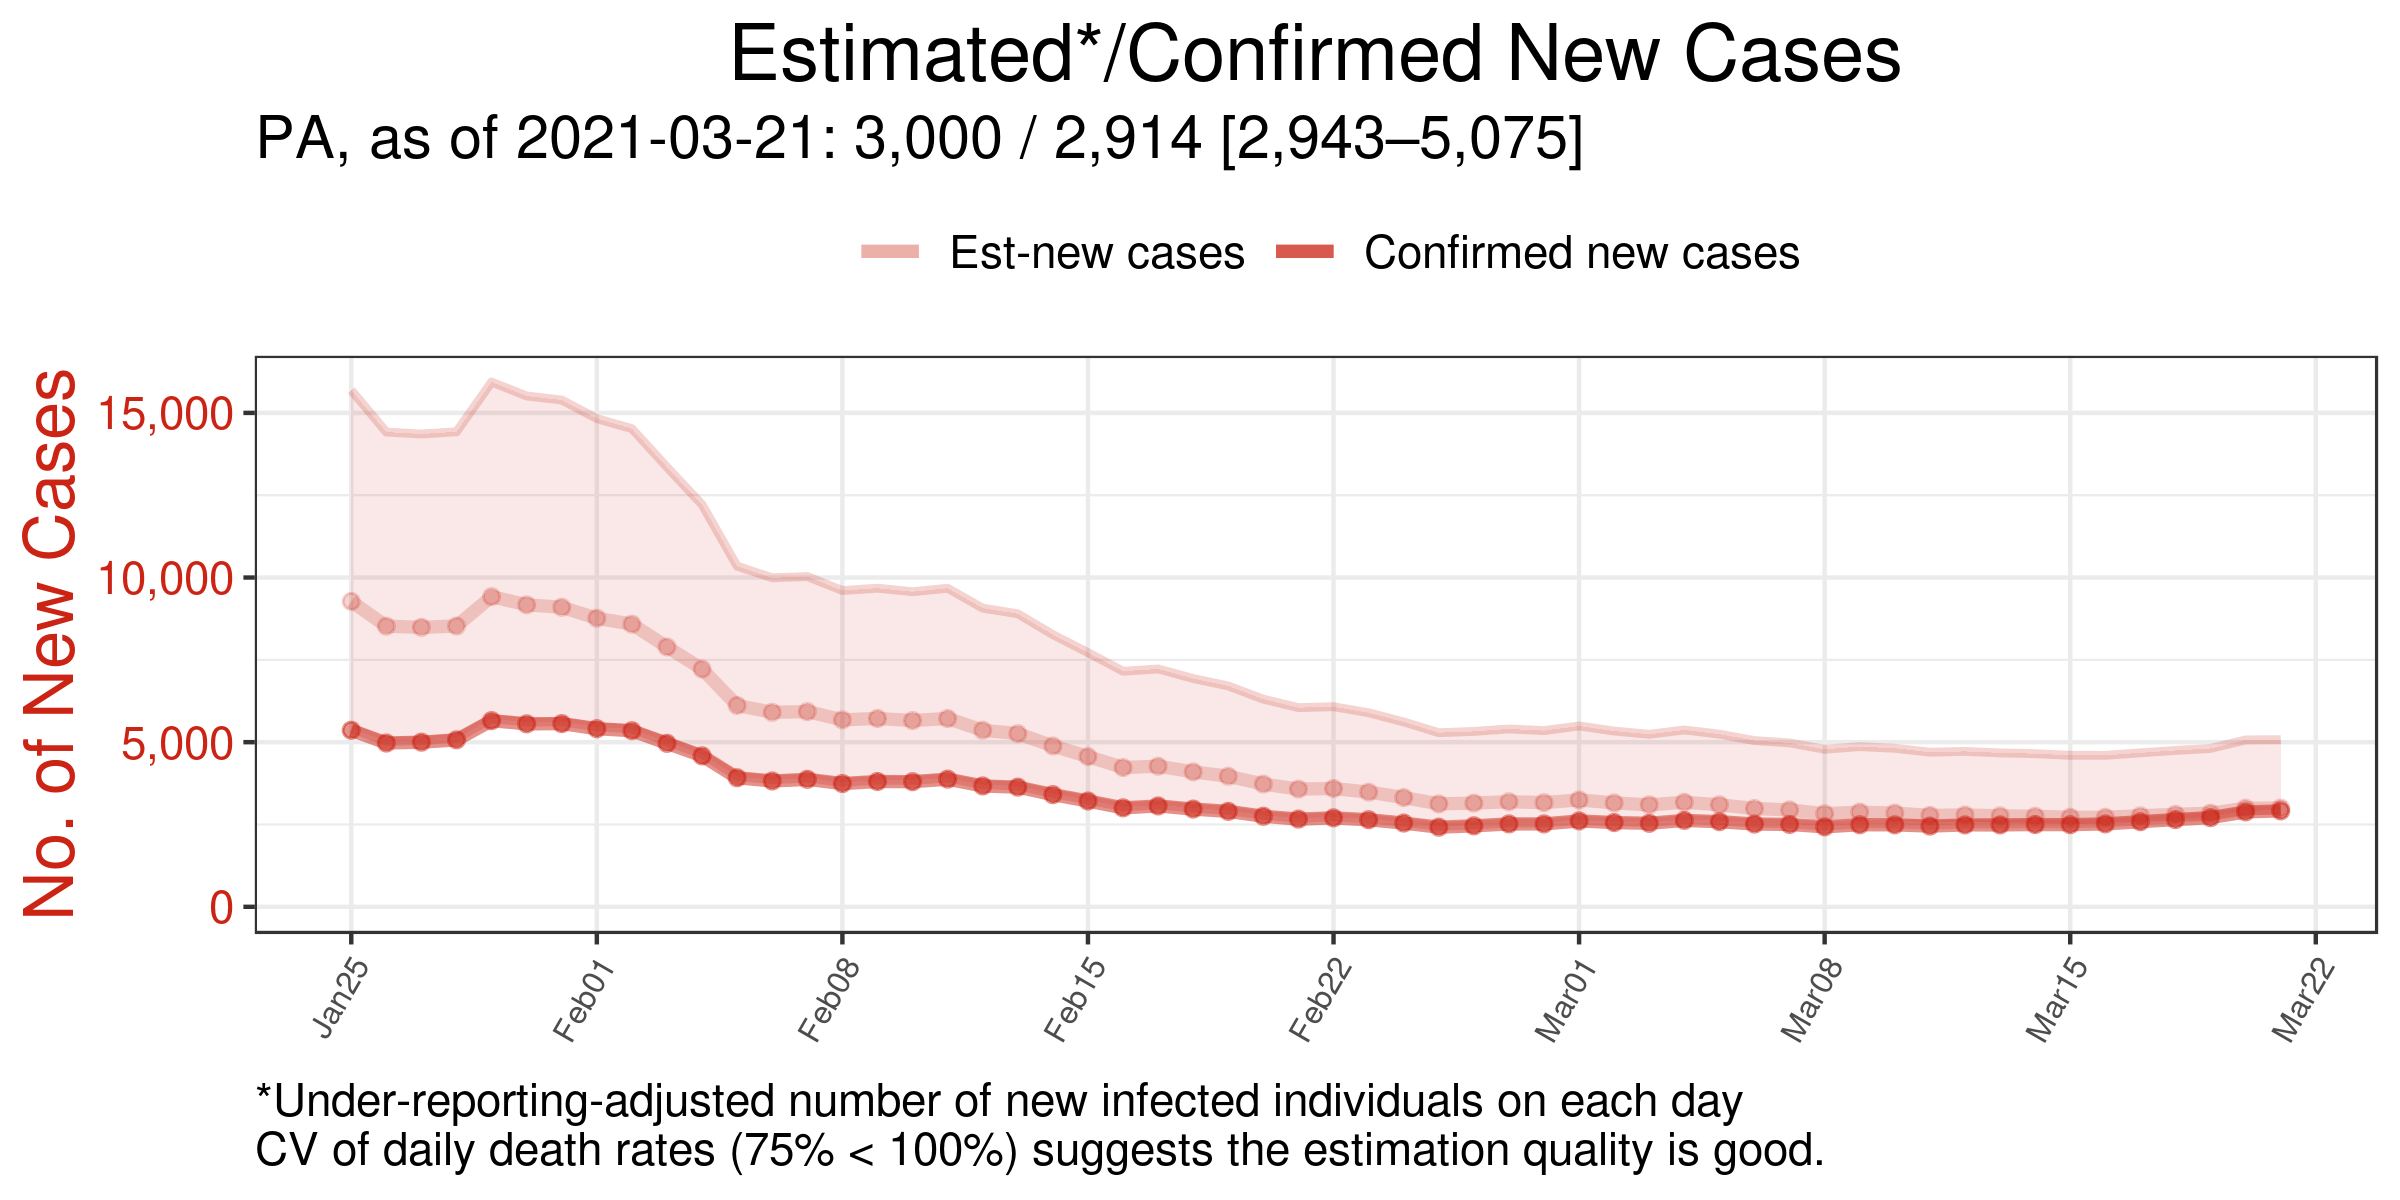 Estimated*/Confirmed New Cases
PA, as of 2021-03-21: 3,000 / 2,914 [2,943–5,075]
Est-new cases
Confirmed new cases
No. of New Cases
15,000
10,000
5,000
0
Jan25
Feb01
Feb08
Feb15
Feb22
Mar01
Mar08
Mar15
Mar22
*Under-reporting-adjusted number of new infected individuals on each day
CV of daily death rates (75% < 100%) suggests the estimation quality is good.